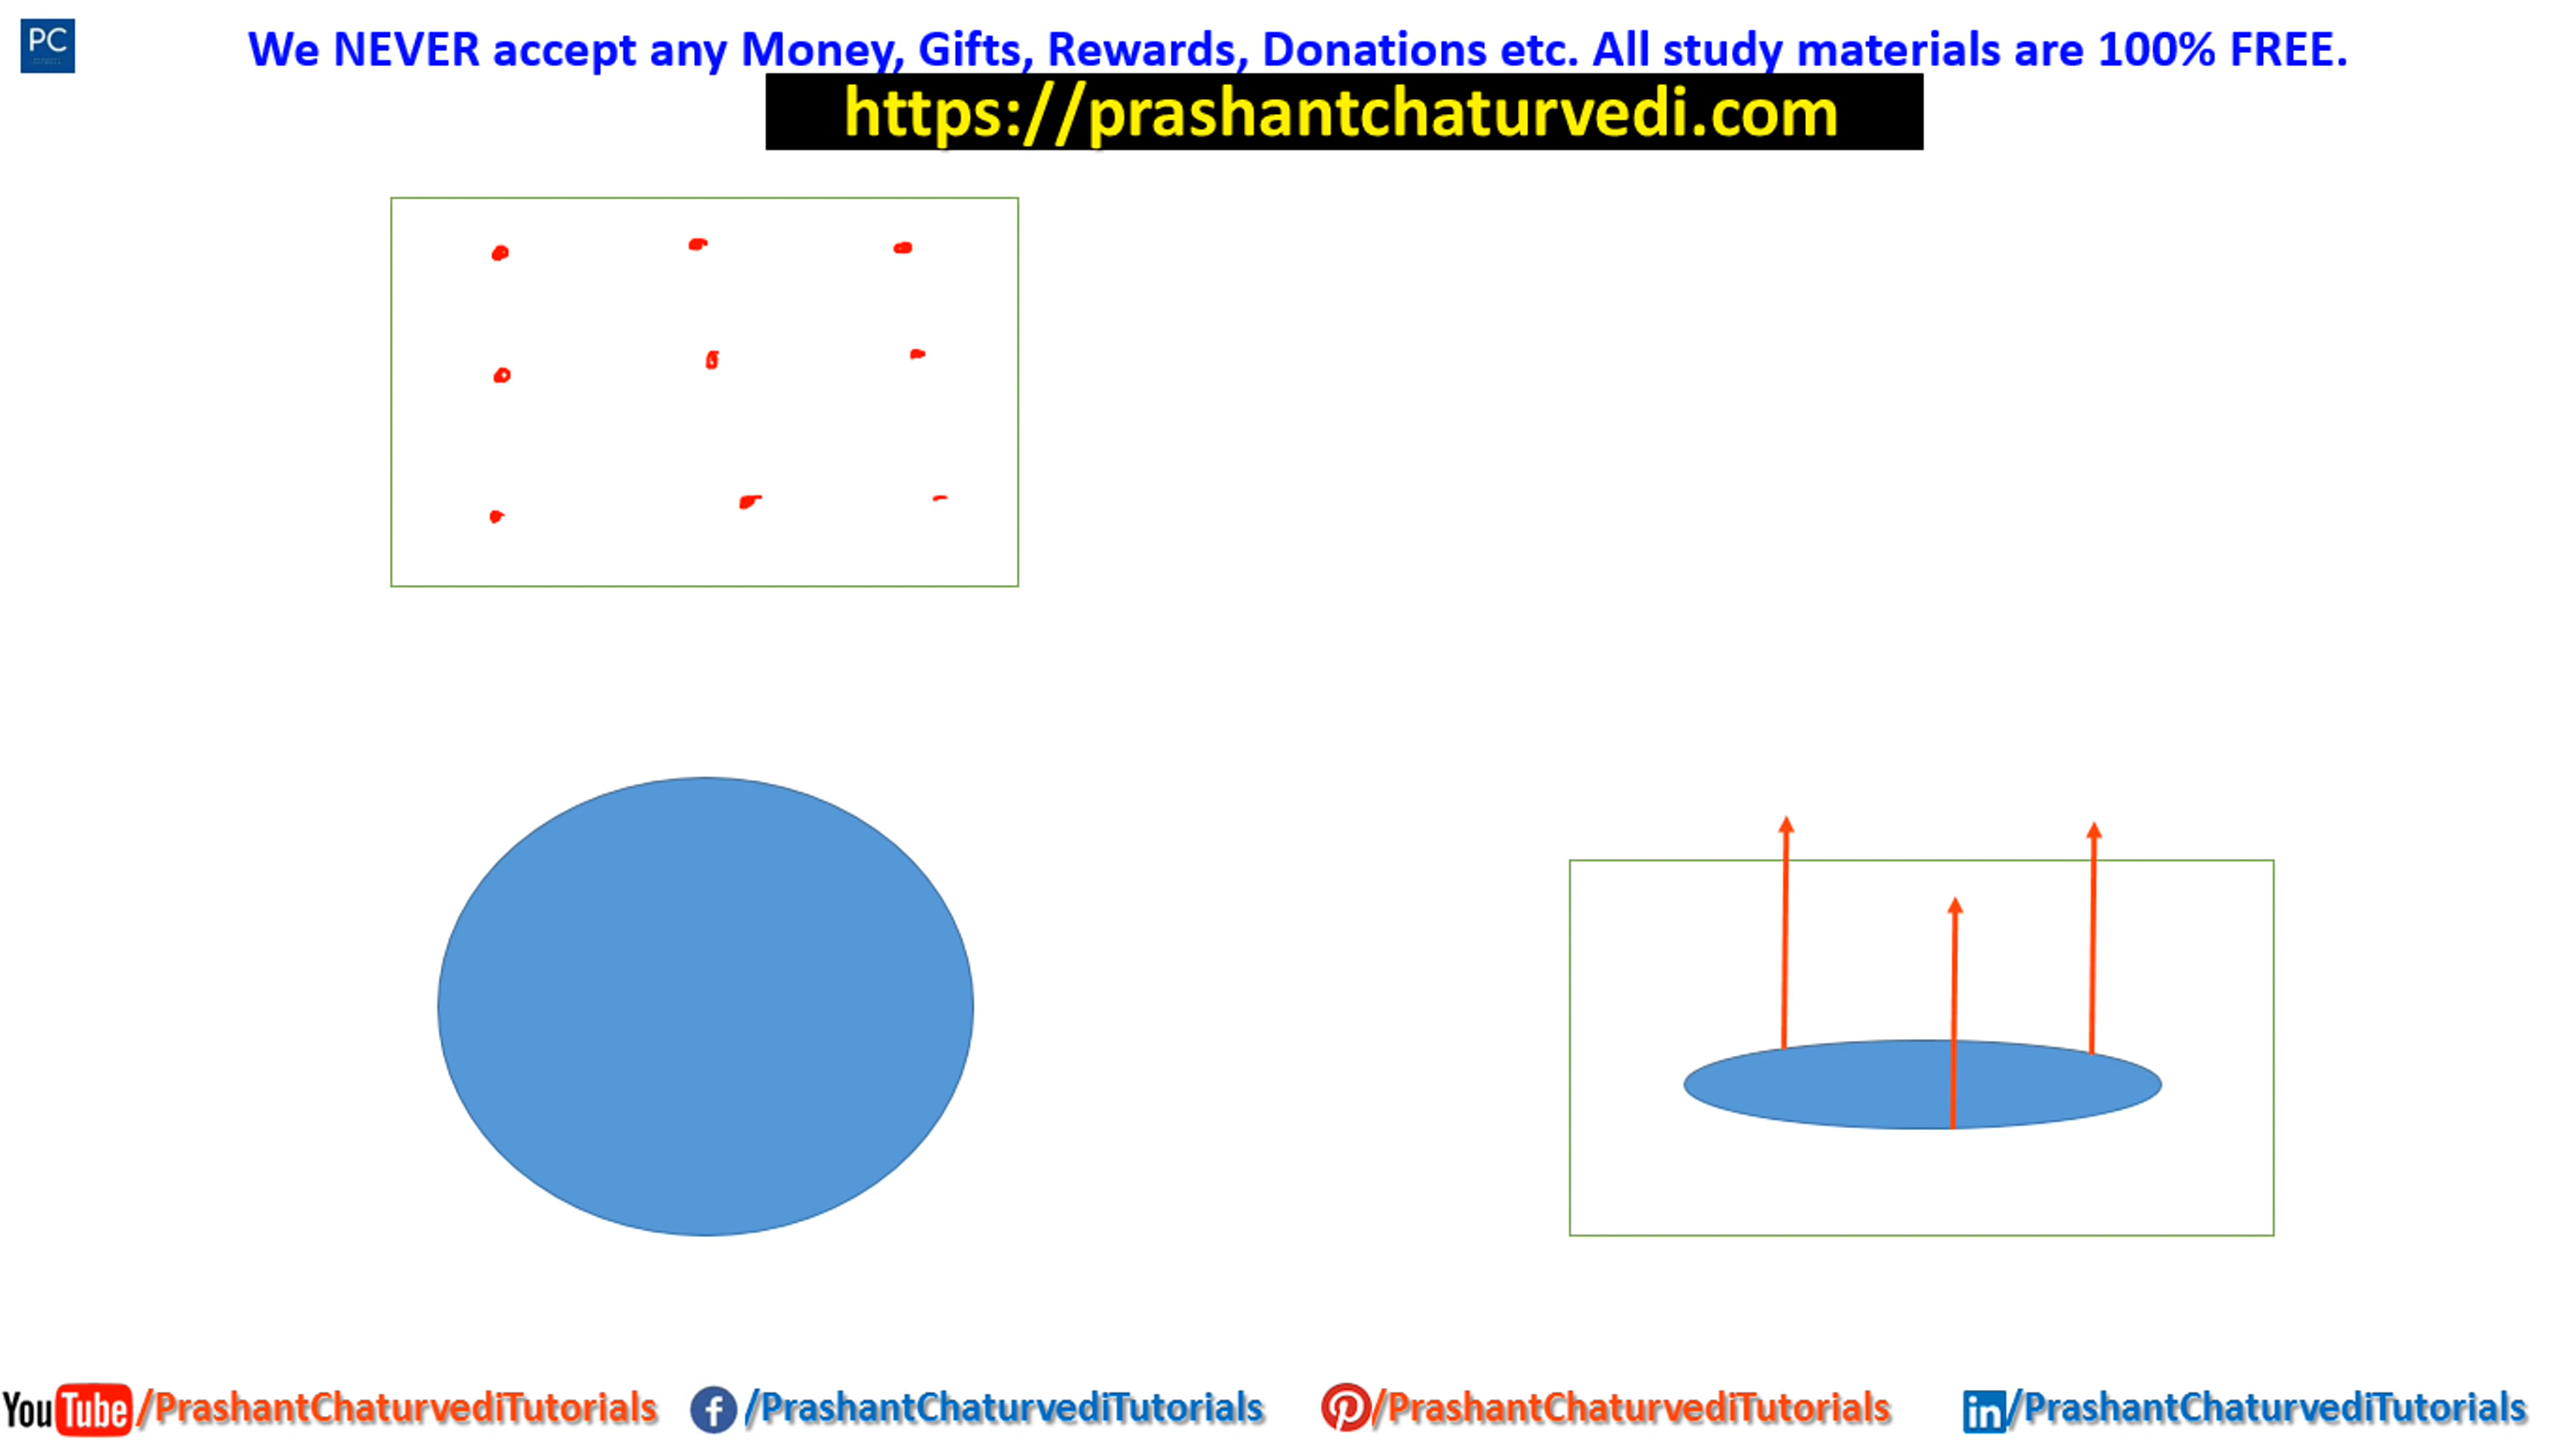 PC
We NEVER accept any Money, Gifts, Rewards, Donations etc. All study materials are 100% FREE.
https://prashantchaturvedi.com
YouTube/PrashantChaturvediTutorials f/PrashantChaturvediTutorials /PrashantChaturvediTutorials in/PrashantChaturvediTutorials